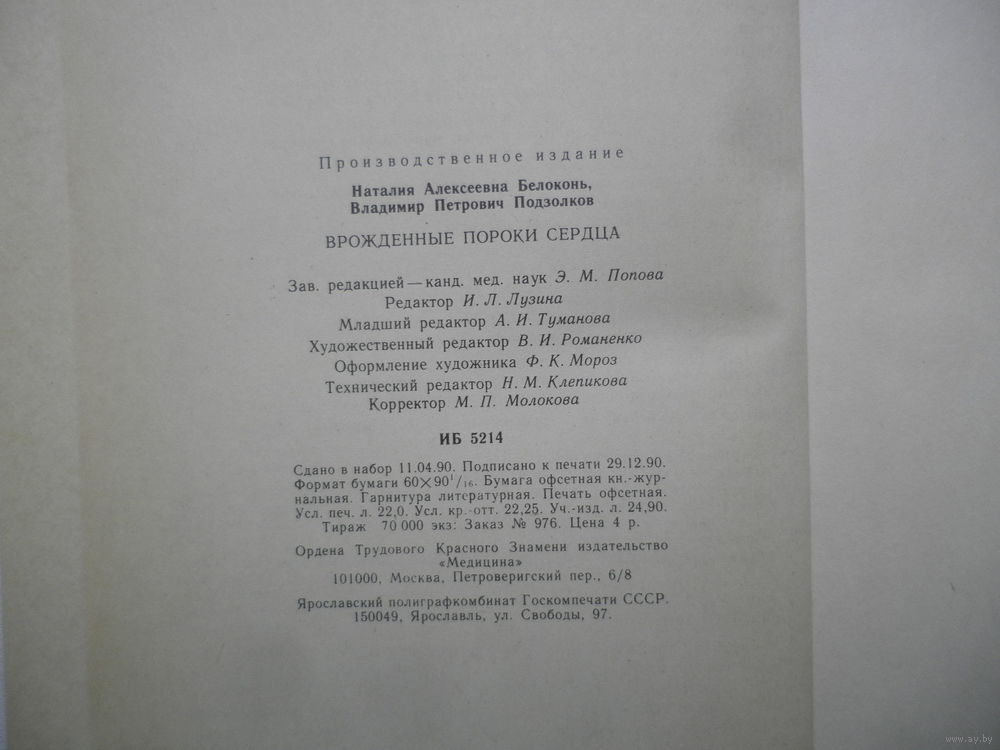 Производственное издание
Наталия Алексеевна Белоконь,
Владимир Петрович Подзолков
ВРОЖДЕННЫЕ ПОРОКИ СЕРДЦА
Зав. редакцией — канд. мед. наук Э. М. Попова
Редактор И. Л. Лузина
Младший редактор А. И. Туманова
Художественный редактор В. И. Романенко
Оформление художника Ф. К. Мороз
Технический редактор Н. М. Клепикова
Корректор М. П. Молокова
ИБ 5214
Сдано в набор 11.04.90. Подписано к печати 29.12.90.
Формат бумаги 60×90¹/₁₆. Бумага офсетная кн.-жур-
нальная. Гарнитура литературная. Печать офсетная.
Усл. печ. л. 22,0. Усл. кр.-отт. 22,25. Уч.-изд. л. 24,90.
Тираж 70 000 экз: Заказ № 976. Цена 4 р.
Ордена Трудового Красного Знамени издательство
«Медицина»
101000, Москва, Петроверигский пер., 6/8
Ярославский полиграфкомбинат Госкомпечати СССР.
150049, Ярославль, ул. Свободы, 97.
www.ay.by